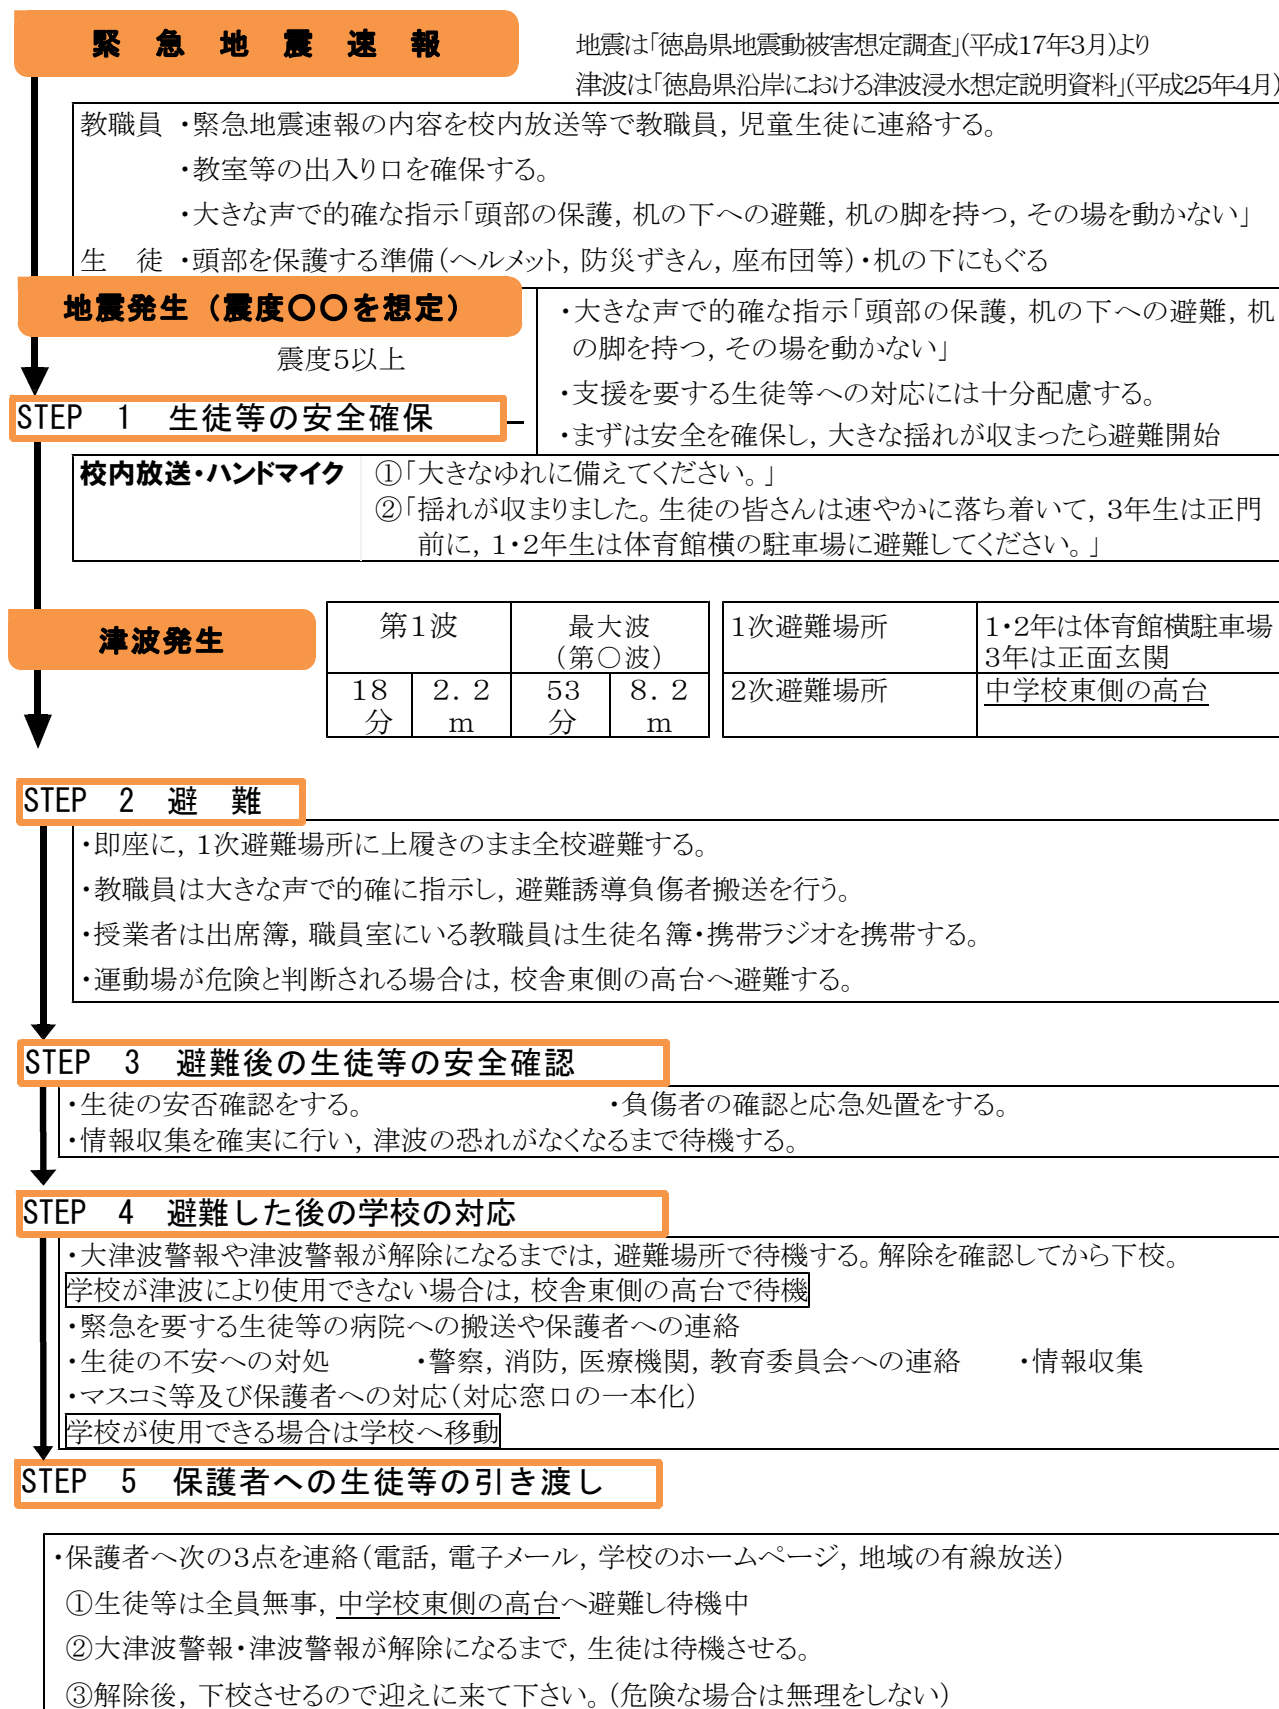 緊急地震速報
地震は「徳島県地震動被害想定調査」(平成17年3月)より
津波は「徳島県沿岸における津波浸水想定説明資料」(平成25年4月)
教職員 ・緊急地震速報の内容を校内放送等で教職員，児童生徒に連絡する。
・教室等の出入り口を確保する。
・大きな声で的確な指示「頭部の保護，机の下への避難，机の脚を持つ，その場を動かない」
生　徒 ・頭部を保護する準備（ヘルメット，防災ずきん，座布団等）・机の下にもぐる
地震発生（震度〇〇を想定）
震度5以上
・大きな声で的確な指示「頭部の保護，机の下への避難，机
の脚を持つ，その場を動かない」
・支援を要する生徒等への対応には十分配慮する。
・まずは安全を確保し，大きな揺れが収まったら避難開始
STEP　1　生徒等の安全確保
校内放送・ハンドマイク　①「大きなゆれに備えてください。」
②「揺れが収まりました。生徒の皆さんは速やかに落ち着いて，3年生は正門
前に，1・2年生は体育館横の駐車場に避難してください。」
津波発生
第1波　最大波
（第〇波）
18　2．2　53　8．2
分　m　分　m
1次避難場所　1・2年は体育館横駐車場
3年は正面玄関
2次避難場所　中学校東側の高台
STEP　2　避　難
・即座に，1次避難場所に上履きのまま全校避難する。
・教職員は大きな声で的確に指示し，避難誘導負傷者搬送を行う。
・授業者は出席簿，職員室にいる教職員は生徒名簿・携帯ラジオを携帯する。
・運動場が危険と判断される場合は，校舎東側の高台へ避難する。
STEP　3　避難後の生徒等の安全確認
・生徒の安否確認をする。　・負傷者の確認と応急処置をする。
・情報収集を確実に行い，津波の恐れがなくなるまで待機する。
STEP　4　避難した後の学校の対応
・大津波警報や津波警報が解除になるまでは，避難場所で待機する。解除を確認してから下校。
学校が津波により使用できない場合は，校舎東側の高台で待機
・緊急を要する生徒等の病院への搬送や保護者への連絡
・生徒の不安への対処　・警察，消防，医療機関，教育委員会への連絡　・情報収集
・マスコミ等及び保護者への対応（対応窓口の一本化）
学校が使用できる場合は学校へ移動
STEP　5　保護者への生徒等の引き渡し
・保護者へ次の3点を連絡（電話，電子メール，学校のホームページ，地域の有線放送）
①生徒等は全員無事，中学校東側の高台へ避難し待機中
②大津波警報・津波警報が解除になるまで，生徒は待機させる。
③解除後，下校させるので迎えに来て下さい。（危険な場合は無理をしない）